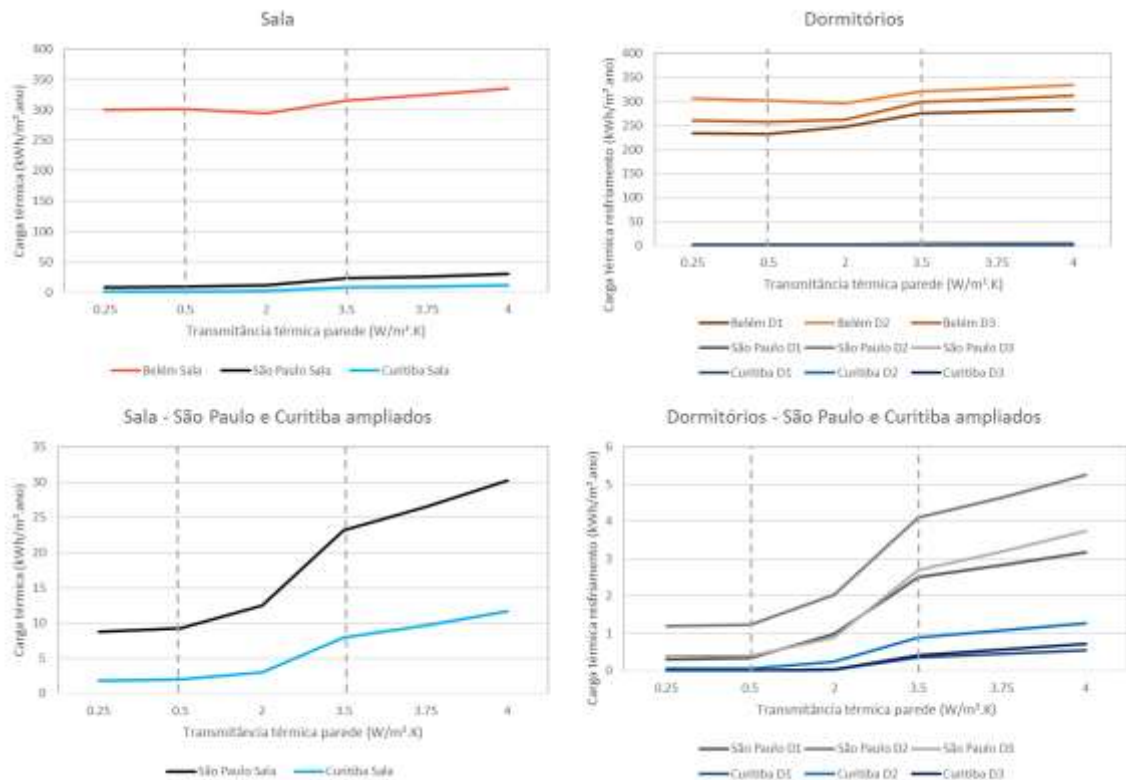 Sala
Carga térmica (kWh/m².ano)
400
350
300
250
200
150
100
50
0
0.25 0.5 2 3.5 3.75 4
Transmitância térmica parede (W/m².K)
Belém Sala São Paulo Sala Curitiba Sala
Dormitórios
Carga térmica resfriamento (kWh/m².ano)
400
350
300
250
200
150
100
50
0
0.25 0.5 2 3.5 3.75 4
Transmitância térmica parede (W/m².K)
Belém D1 Belém D2 Belém D3
São Paulo D1 São Paulo D2 São Paulo D3
Curitiba D1 Curitiba D2 Curitiba D3
Sala - São Paulo e Curitiba ampliados
Carga térmica (kWh/m².ano)
35
30
25
20
15
10
5
0
0.25 0.5 2 3.5 3.75 4
Transmitância térmica parede (W/m².K)
São Paulo Sala Curitiba Sala
Dormitórios - São Paulo e Curitiba ampliados
Carga térmica resfriamento (kWh/m².ano)
6
5
4
3
2
1
0
0.25 0.5 2 3.5 3.75 4
Transmitância térmica parede (W/m².K)
São Paulo D1 São Paulo D2 São Paulo D3
Curitiba D1 Curitiba D2 Curitiba D3